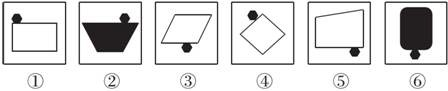 ① ② ③ ④ ⑤ ⑥